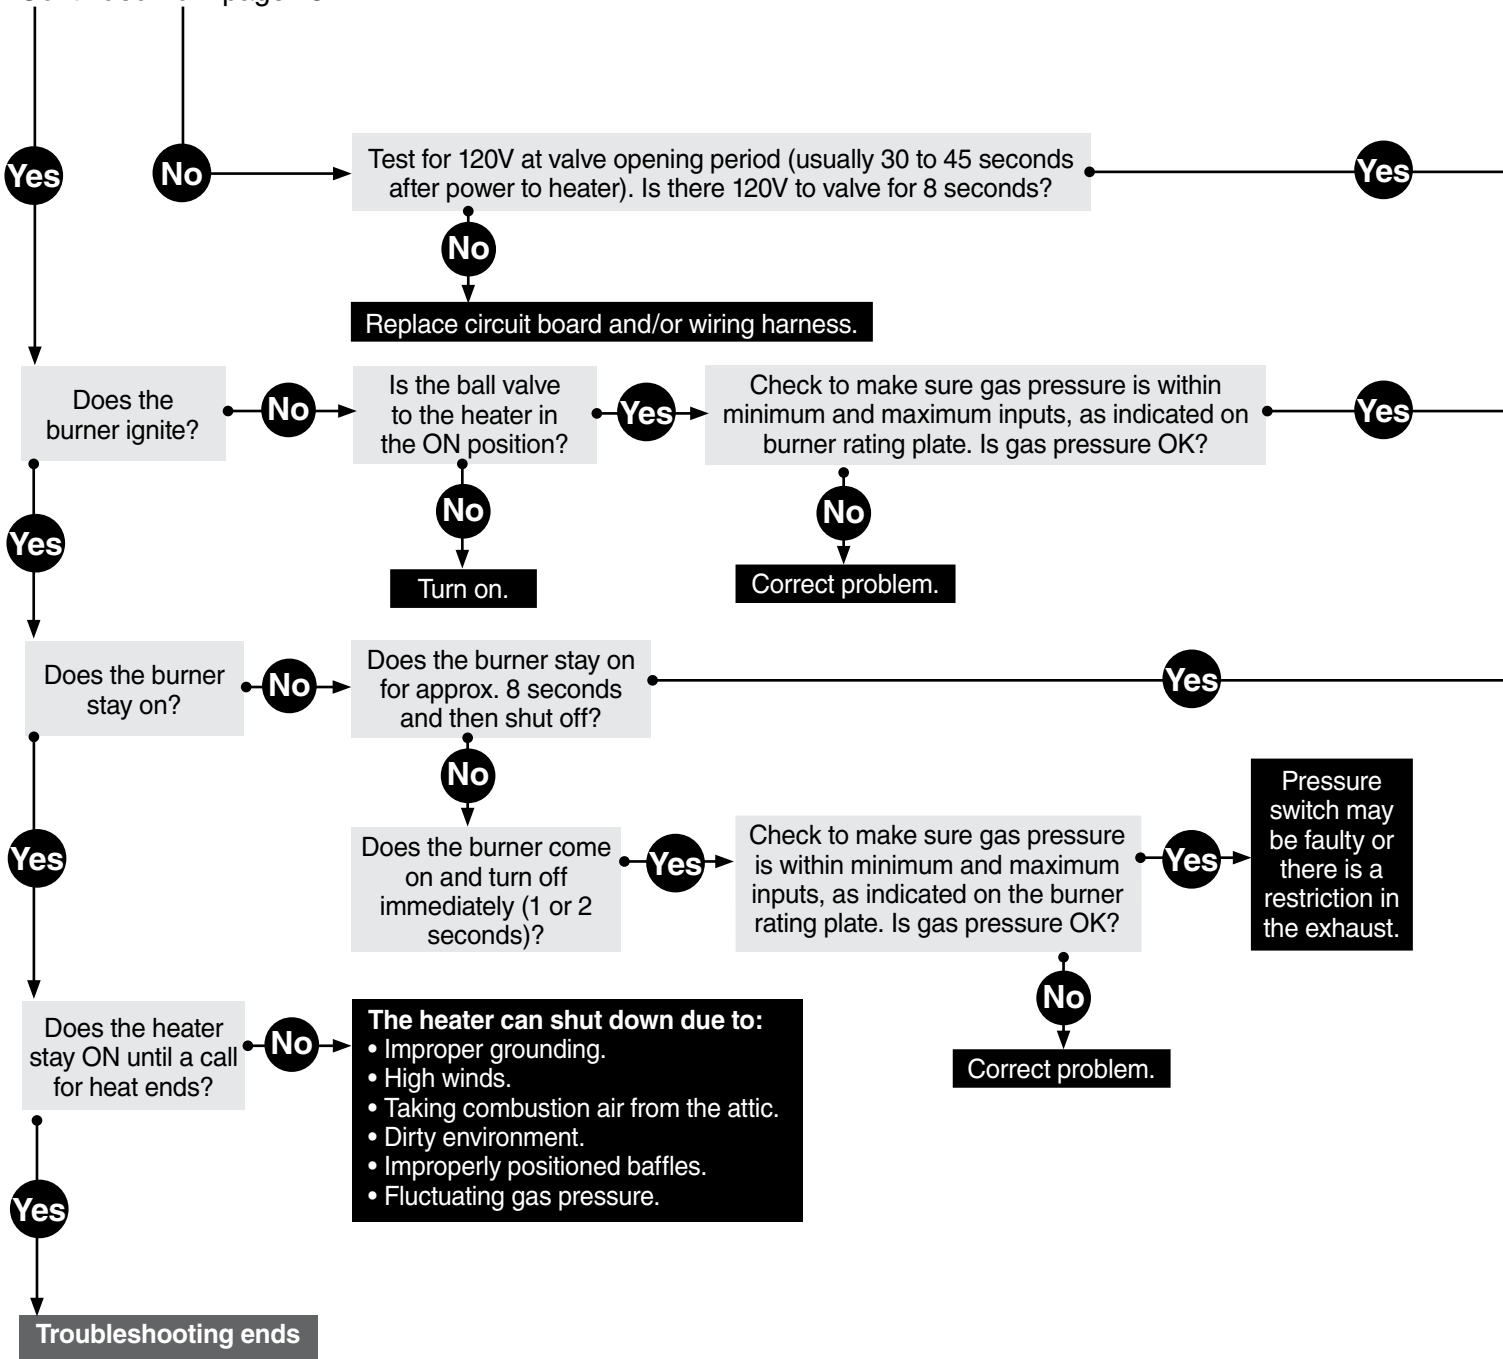 Yes
No
Test for 120V at valve opening period (usually 30 to 45 seconds
after power to heater). Is there 120V to valve for 8 seconds?
Yes
No
Replace circuit board and/or wiring harness.
Does the
burner ignite?
No
Is the ball valve
to the heater in
the ON position?
Yes
Check to make sure gas pressure is within
minimum and maximum inputs, as indicated on
burner rating plate. Is gas pressure OK?
Yes
No
Turn on.
No
Correct problem.
Yes
Does the burner
stay on?
No
Does the burner stay on
for approx. 8 seconds
and then shut off?
Yes
No
Does the burner come
on and turn off
immediately (1 or 2
seconds)?
Yes
Check to make sure gas pressure
is within minimum and maximum
inputs, as indicated on the burner
rating plate. Is gas pressure OK?
Yes
Pressure
switch may
be faulty or
there is a
restriction in
the exhaust.
No
Correct problem.
Yes
Does the heater
stay ON until a call
for heat ends?
No
The heater can shut down due to:
• Improper grounding.
• High winds.
• Taking combustion air from the attic.
• Dirty environment.
• Improperly positioned baffles.
• Fluctuating gas pressure.
Yes
Troubleshooting ends